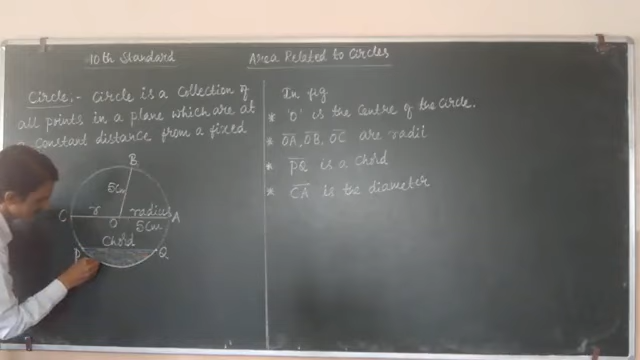 10th Standard
Area Related to Circles
Circle :- Circle is a Collection of
all points in a plane which are at
constant distance from a fixed
B
5cm
C r radius A
O 5cm
Chord
P Q
In fig
* 'O' is the Centre of the Circle.
* OA, OB, OC are radii
* PQ is a Chord
* CA is the diameter